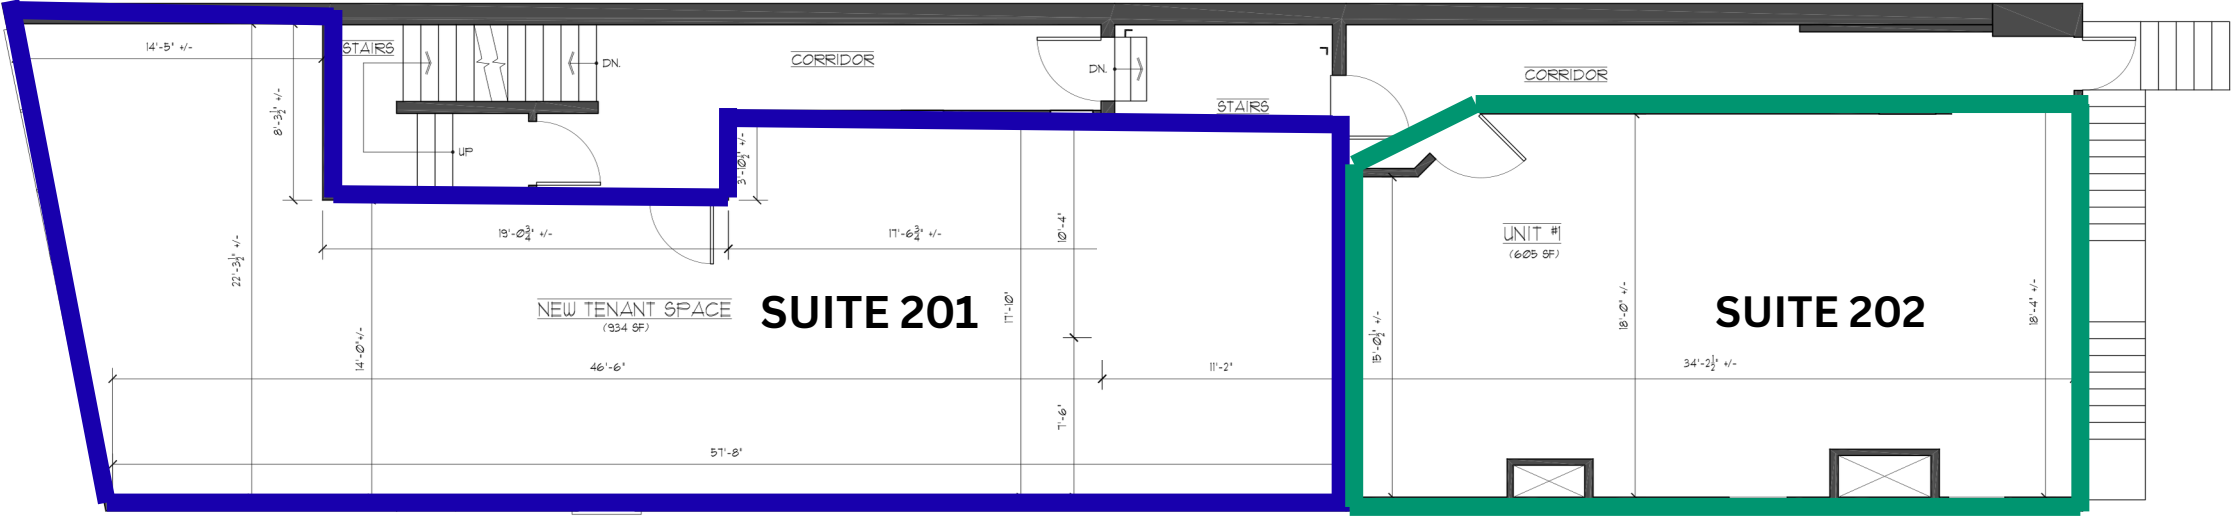 14'-5" +/-
STAIRS
DN.
CORRIDOR
DN.
STAIRS
CORRIDOR
8'-3½" +/-
UP
3'-10½" +/-
19'-0¾" +/-
17'-6¾" +/-
10'-4"
22'-3½" +/-
UNIT #1
(605 SF)
NEW TENANT SPACE
(934 SF)
SUITE 201
17'-10"
SUITE 202
14'-0" +/-
15'-0½" +/-
18'-0" +/-
18'-4" +/-
46'-6"
11'-2"
34'-2½" +/-
7'-6"
57'-8"